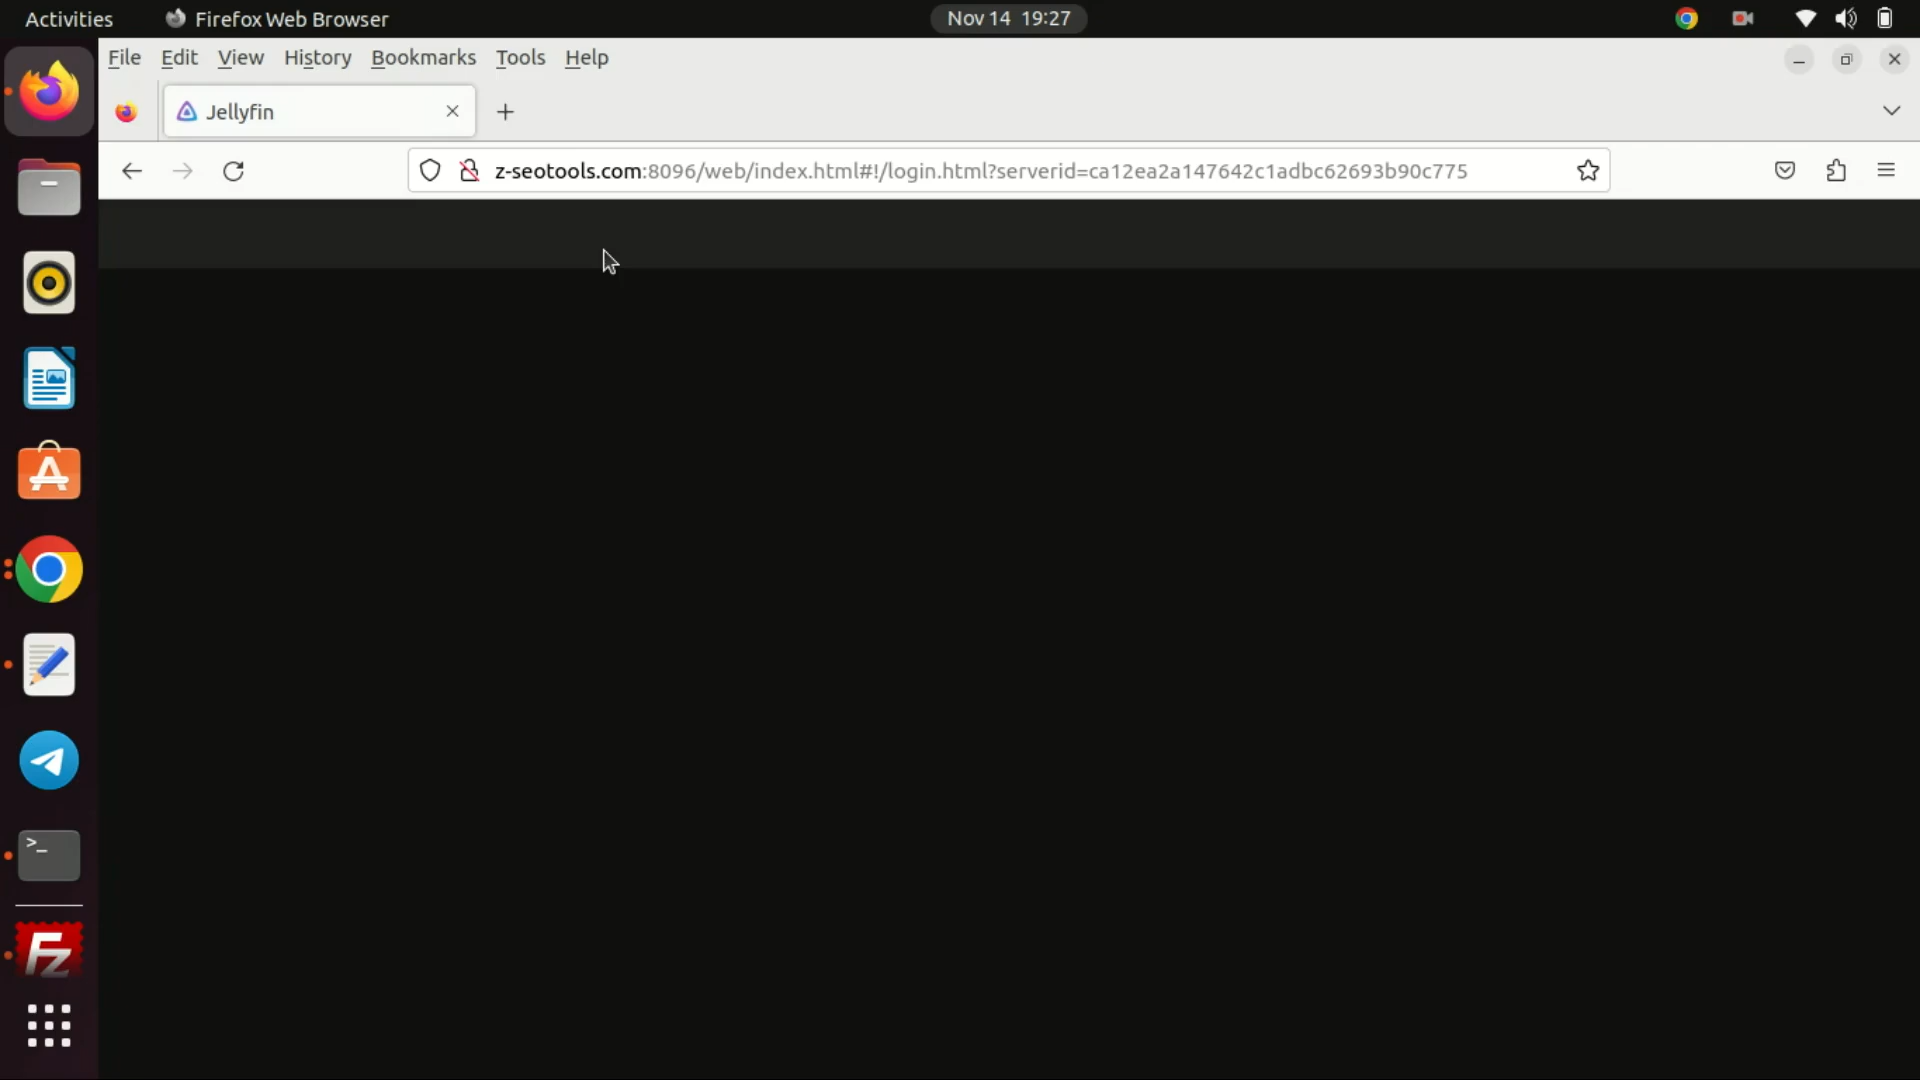 Activities Firefox Web Browser Nov 14 19:27
File Edit View History Bookmarks Tools Help
Jellyfin
z-seotools.com:8096/web/index.html#!/login.html?serverid=ca12ea2a147642c1adbc62693b90c775
A
>_
Fz